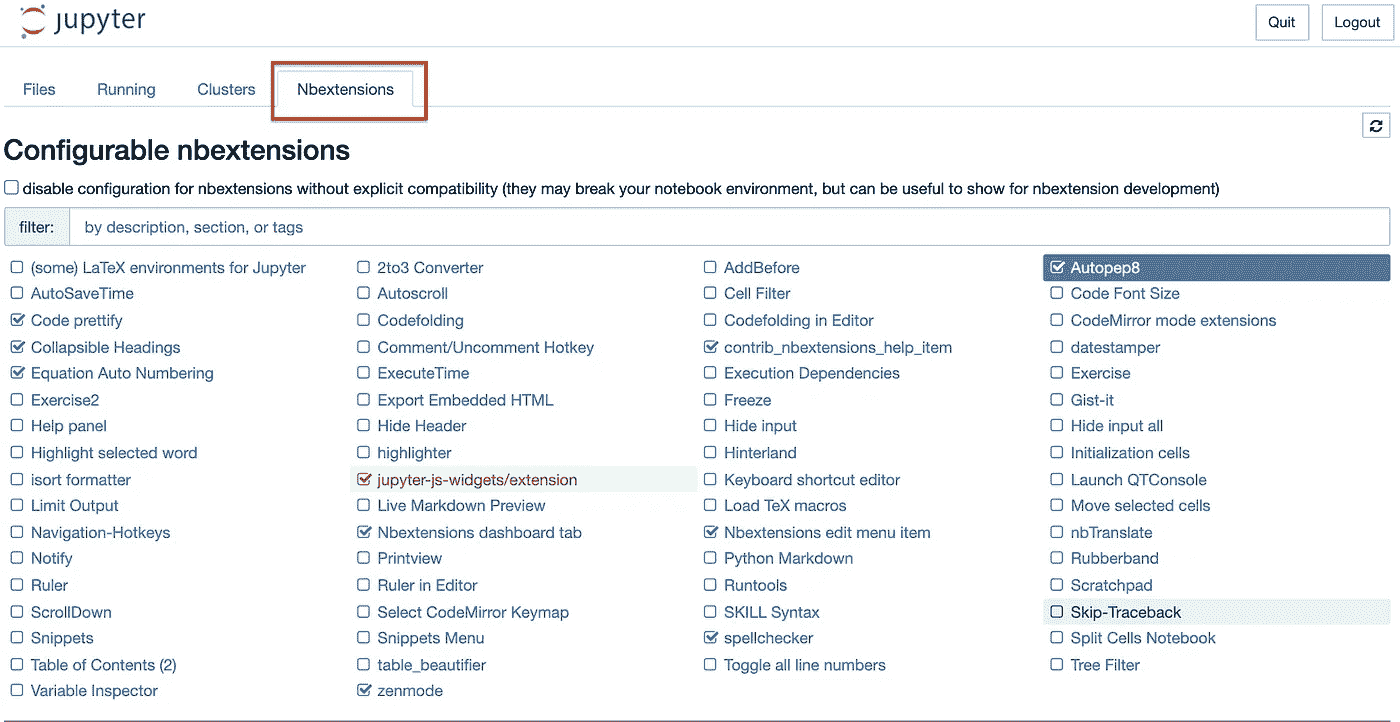 jupyter
Quit Logout
Files Running Clusters Nbextensions
Configurable nbextensions
disable configuration for nbextensions without explicit compatibility (they may break your notebook environment, but can be useful to show for nbextension development)
filter: by description, section, or tags
(some) LaTeX environments for Jupyter 2to3 Converter AddBefore Autopep8
AutoSaveTime Autoscroll Cell Filter Code Font Size
Code prettify Codefolding Codefolding in Editor CodeMirror mode extensions
Collapsible Headings Comment/Uncomment Hotkey contrib_nbextensions_help_item datestamper
Equation Auto Numbering ExecuteTime Execution Dependencies Exercise
Exercise2 Export Embedded HTML Freeze Gist-it
Help panel Hide Header Hide input Hide input all
Highlight selected word highlighter Hinterland Initialization cells
isort formatter jupyter-js-widgets/extension Keyboard shortcut editor Launch QTConsole
Limit Output Live Markdown Preview Load TeX macros Move selected cells
Navigation-Hotkeys Nbextensions dashboard tab Nbextensions edit menu item nbTranslate
Notify Printview Python Markdown Rubberband
Ruler Ruler in Editor Runtools Scratchpad
ScrollDown Select CodeMirror Keymap SKILL Syntax Skip-Traceback
Snippets Snippets Menu spellchecker Split Cells Notebook
Table of Contents (2) table_beautifier Toggle all line numbers Tree Filter
Variable Inspector zenmode